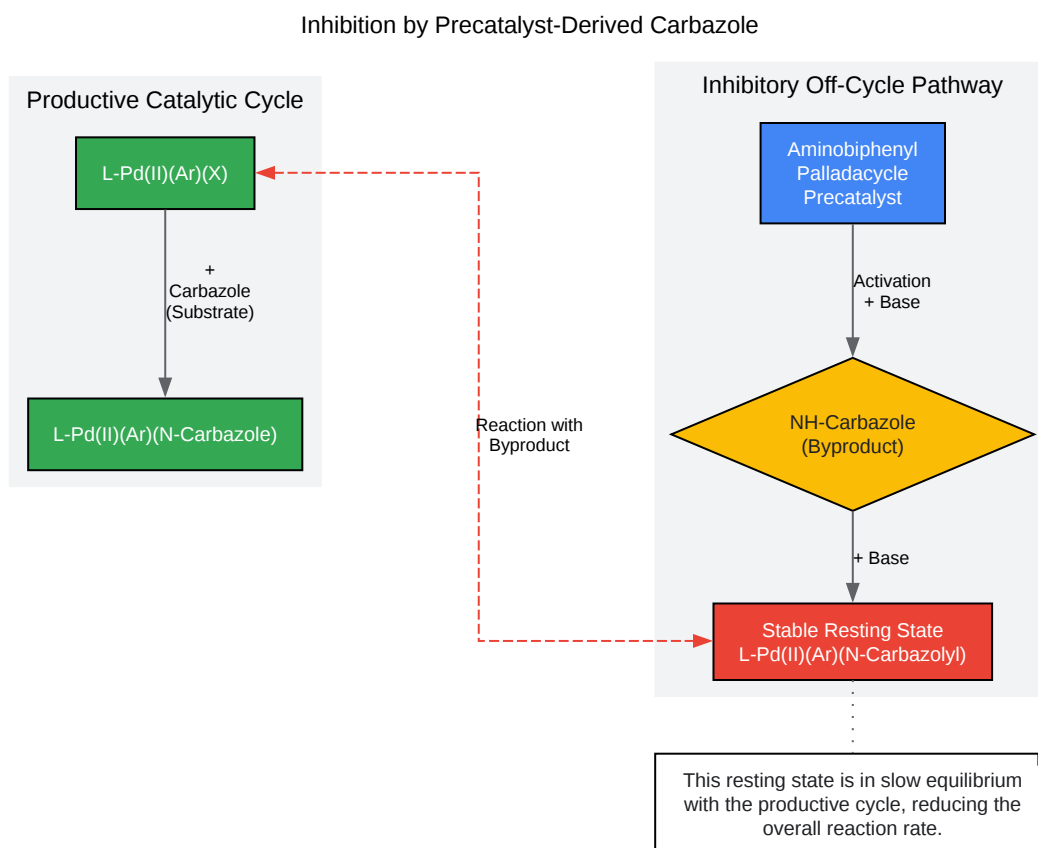 Inhibition by Precatalyst-Derived Carbazole
Productive Catalytic Cycle
L-Pd(II)(Ar)(X)
+
Carbazole
(Substrate)
L-Pd(II)(Ar)(N-Carbazole)
Reaction with
Byproduct
Inhibitory Off-Cycle Pathway
Aminobiphenyl
Palladacycle
Precatalyst
Activation
+ Base
NH-Carbazole
(Byproduct)
+ Base
Stable Resting State
L-Pd(II)(Ar)(N-Carbazolyl)
This resting state is in slow equilibrium
with the productive cycle, reducing the
overall reaction rate.